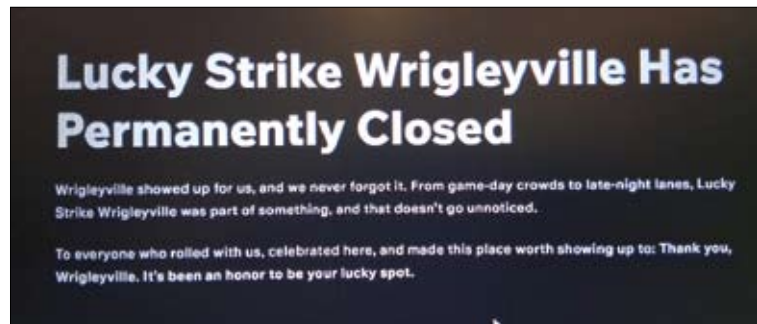 Lucky Strike Wrigleyville Has
Permanently Closed
Wrigleyville showed up for us, and we never forgot it. From game-day crowds to late-night lanes, Lucky
Strike Wrigleyville was part of something, and that doesn't go unnoticed.
To everyone who rolled with us, celebrated here, and made this place worth showing up to: Thank you,
Wrigleyville. It's been an honor to be your lucky spot.